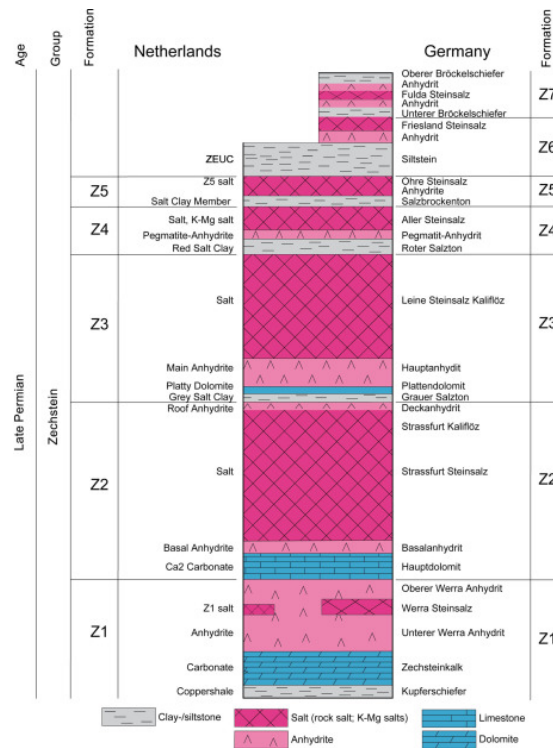 Age
Group
Formation
Netherlands
Germany
Formation
Late Permian
Zechstein
Oberer Bröckelschiefer
Anhydrit
Fulda Steinsalz
Anhydrit
Unterer Bröckelschiefer
Z7
Friesland Steinsalz
Anhydrit
Z6
ZEUC
Siltstein
Z5
Z5 salt
Salt Clay Member
Ohre Steinsalz
Anhydrite
Salzbrockenton
Z5
Z4
Salt, K-Mg salt
Pegmatite-Anhydrite
Red Salt Clay
Aller Steinsalz
Pegmatit-Anhydrit
Roter Salzton
Z4
Z3
Salt
Main Anhydrite
Platty Dolomite
Grey Salt Clay
Leine Steinsalz Kaliflöz
Hauptanhydit
Plattendolomit
Grauer Salzton
Z3
Z2
Roof Anhydrite
Salt
Basal Anhydrite
Ca2 Carbonate
Deckanhydrit
Strassfurt Kaliflöz
Strassfurt Steinsalz
Basalanhydrit
Hauptdolomit
Z2
Z1
Z1 salt
Anhydrite
Carbonate
Coppershale
Oberer Werra Anhydrit
Werra Steinsalz
Unterer Werra Anhydrit
Zechsteinkalk
Kupferschiefer
Z1
Clay-/siltstone
Salt (rock salt; K-Mg salts)
Limestone
Anhydrite
Dolomite